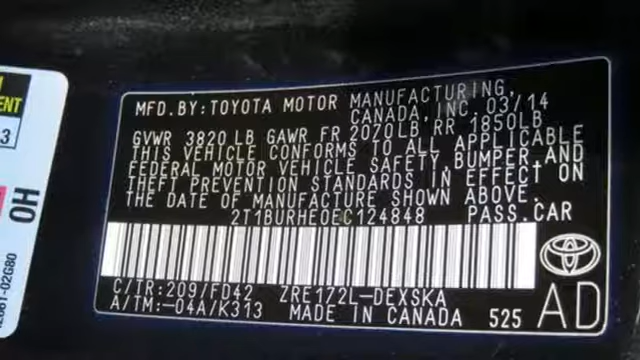 MFD.BY:TOYOTA MOTOR MANUFACTURING,
CANADA, INC. 03/14
GVWR 3820 LB GAWR FR 2070LB, RR 1850LB
THIS VEHICLE CONFORMS TO ALL APPLICABLE
FEDERAL MOTOR VEHICLE SAFETY, BUMPER, AND
THEFT PREVENTION STANDARDS IN EFFECT ON
THE DATE OF MANUFACTURE SHOWN ABOVE.
2T1BURHE0EC124848 PASS.CAR
C/TR:209/FD42 ZRE172L-DEXSKA
A/TM:-04A/K313 MADE IN CANADA 525
AD
3
HO